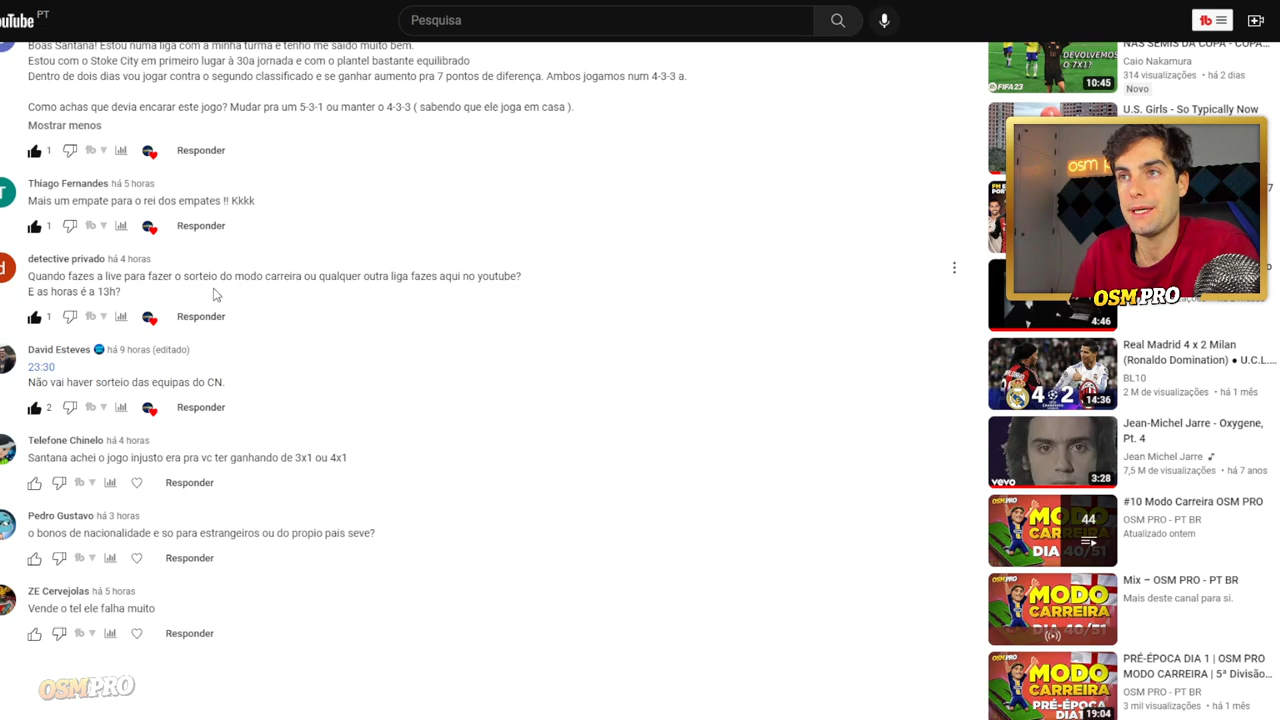 YouTube PT
Pesquisa
Boas Santana! Estou numa liga com a minha turma e tenho me saído muito bem.
Estou com o Stoke City em primeiro lugar à 30a jornada e com o plantel bastante equilibrado
Dentro de dois dias vou jogar contra o segundo classificado e se ganhar aumento pra 7 pontos de diferença. Ambos jogamos num 4-3-3 a.
Como achas que devia encarar este jogo? Mudar pra um 5-3-1 ou manter o 4-3-3 ( sabendo que ele joga em casa ).
Mostrar menos
1 Responder
Thiago Fernandes há 5 horas
Mais um empate para o rei dos empates !! Kkkk
1 Responder
detective privado há 4 horas
Quando fazes a live para fazer o sorteio do modo carreira ou qualquer outra liga fazes aqui no youtube?
E as horas é a 13h?
1 Responder
David Esteves há 9 horas (editado)
23:30
Não vai haver sorteio das equipas do CN.
2 Responder
Telefone Chinelo há 4 horas
Santana achei o jogo injusto era pra vc ter ganhando de 3x1 ou 4x1
Responder
Pedro Gustavo há 3 horas
o bonos de nacionalidade e so para estrangeiros ou do propio pais seve?
Responder
ZE Cervejolas há 5 horas
Vende o tel ele falha muito
Responder
OSMPRO
NAS SEMIS DA COPA - COPA...
Caio Nakamura
314 visualizações • há 2 dias
Novo
DEVOLVEMOS
O 7X1?
FIFA23
10:45
U.S. Girls - So Typically Now
osm
OSM PRO
4:46
Real Madrid 4 x 2 Milan
(Ronaldo Domination) ● U.C.L....
BL10
2 M de visualizações • há 1 mês
4 2
14:36
Jean-Michel Jarre - Oxygene,
Pt. 4
Jean Michel Jarre
7,5 M de visualizações • há 7 anos
vevo
3:28
#10 Modo Carreira OSM PRO
OSM PRO - PT BR
Atualizado ontem
OSMPRO
MO
CARRE
DIA 40/51
44
Mix – OSM PRO - PT BR
Mais deste canal para si.
OSMPRO
MODO
CARREIRA
DIA 40/51
PRÉ-ÉPOCA DIA 1 | OSM PRO
MODO CARREIRA | 5ª Divisão...
OSM PRO - PT BR
3 mil visualizações • há 1 mês
OSMPRO
MODO
CARREIRA
PRÉ-ÉPOCA
DIA1
19:04